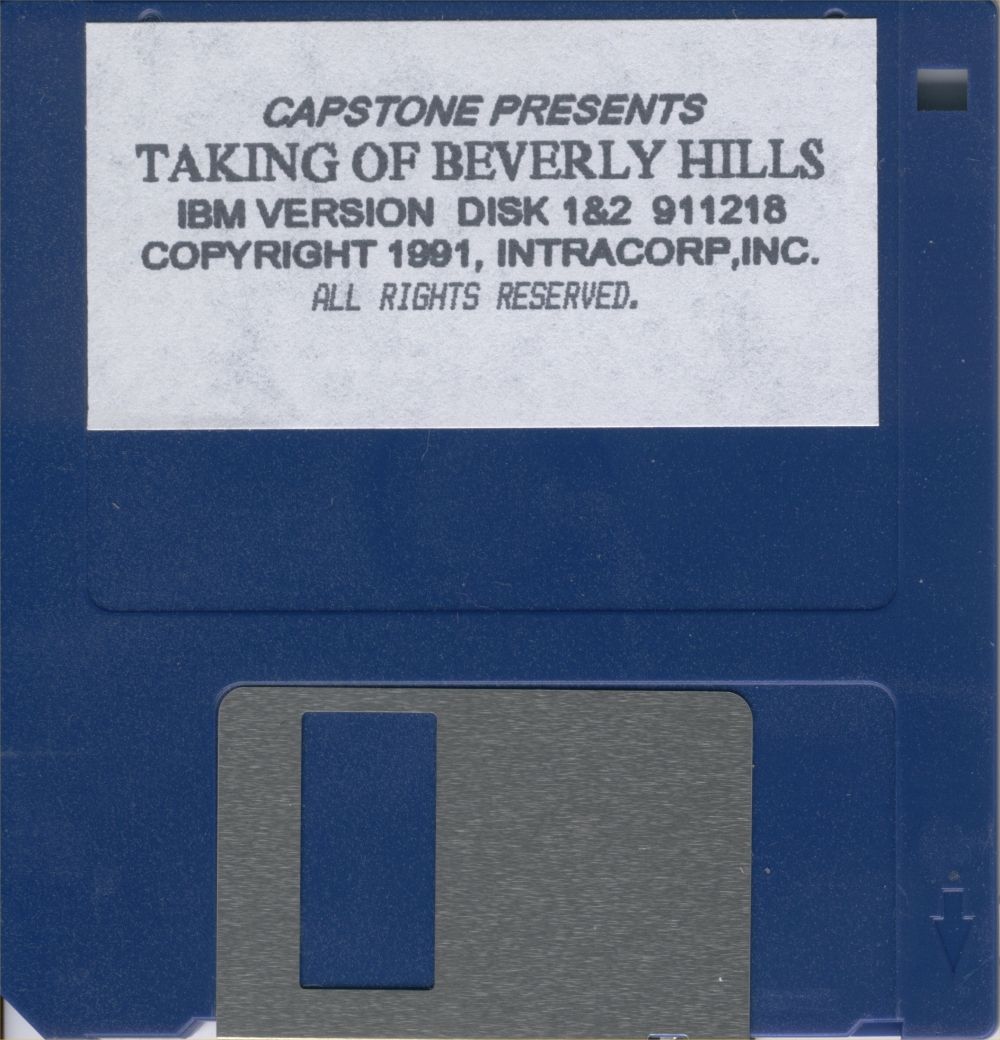 CAPSTONE PRESENTS
TAKING OF BEVERLY HILLS
IBM VERSION DISK 1&2 911218
COPYRIGHT 1991, INTRACORP,INC.
ALL RIGHTS RESERVED.